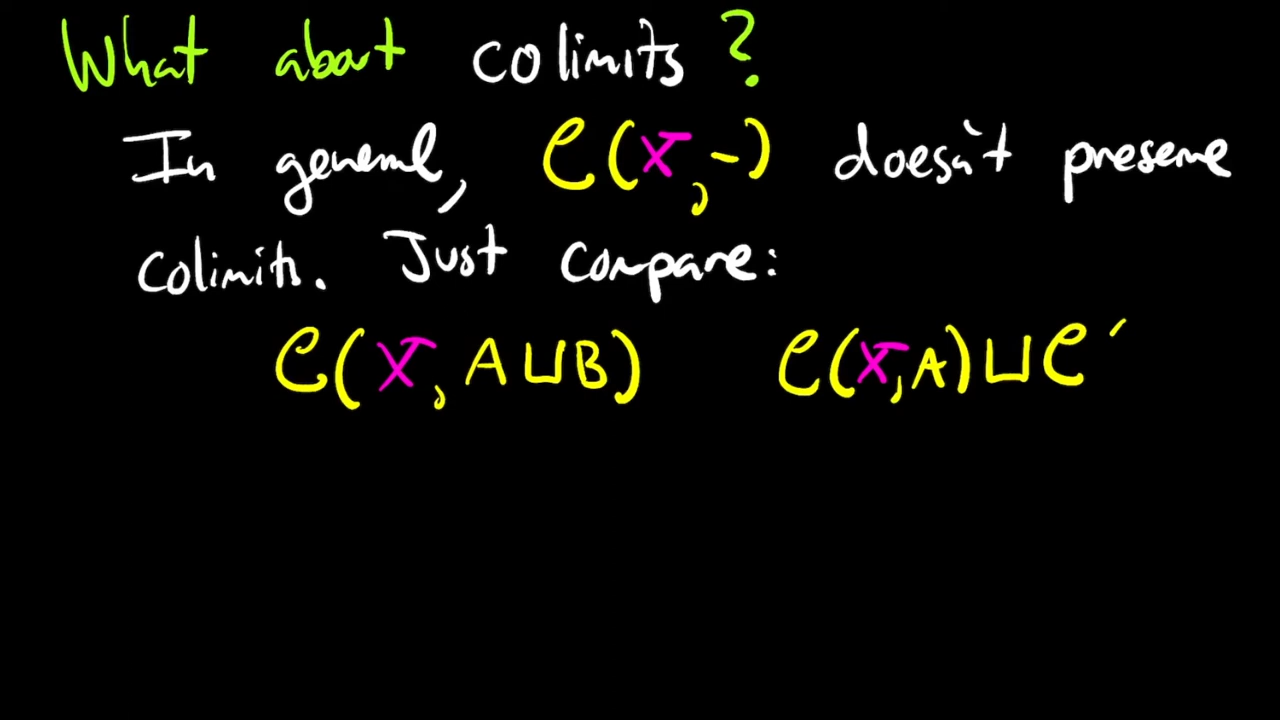 What about colimits?
In general, C(X,-) doesn't preserve
colimits. Just compare:
C(X, A⊔B) C(X,A)⊔C